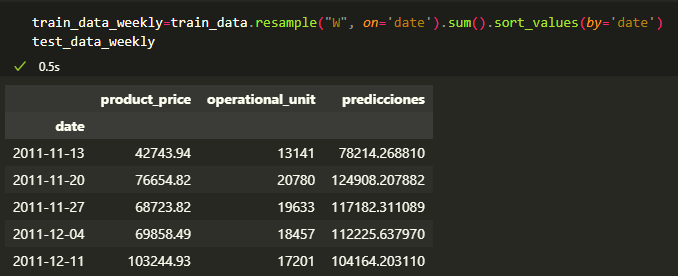 train_data_weekly=train_data.resample("W", on='date').sum().sort_values(by='date')
test_data_weekly
0.5s
product_price operational_unit predicciones
date
2011-11-13 42743.94 13141 78214.268810
2011-11-20 76654.82 20780 124908.207882
2011-11-27 68723.82 19633 117182.311089
2011-12-04 69858.49 18457 112225.637970
2011-12-11 103244.93 17201 104164.203110